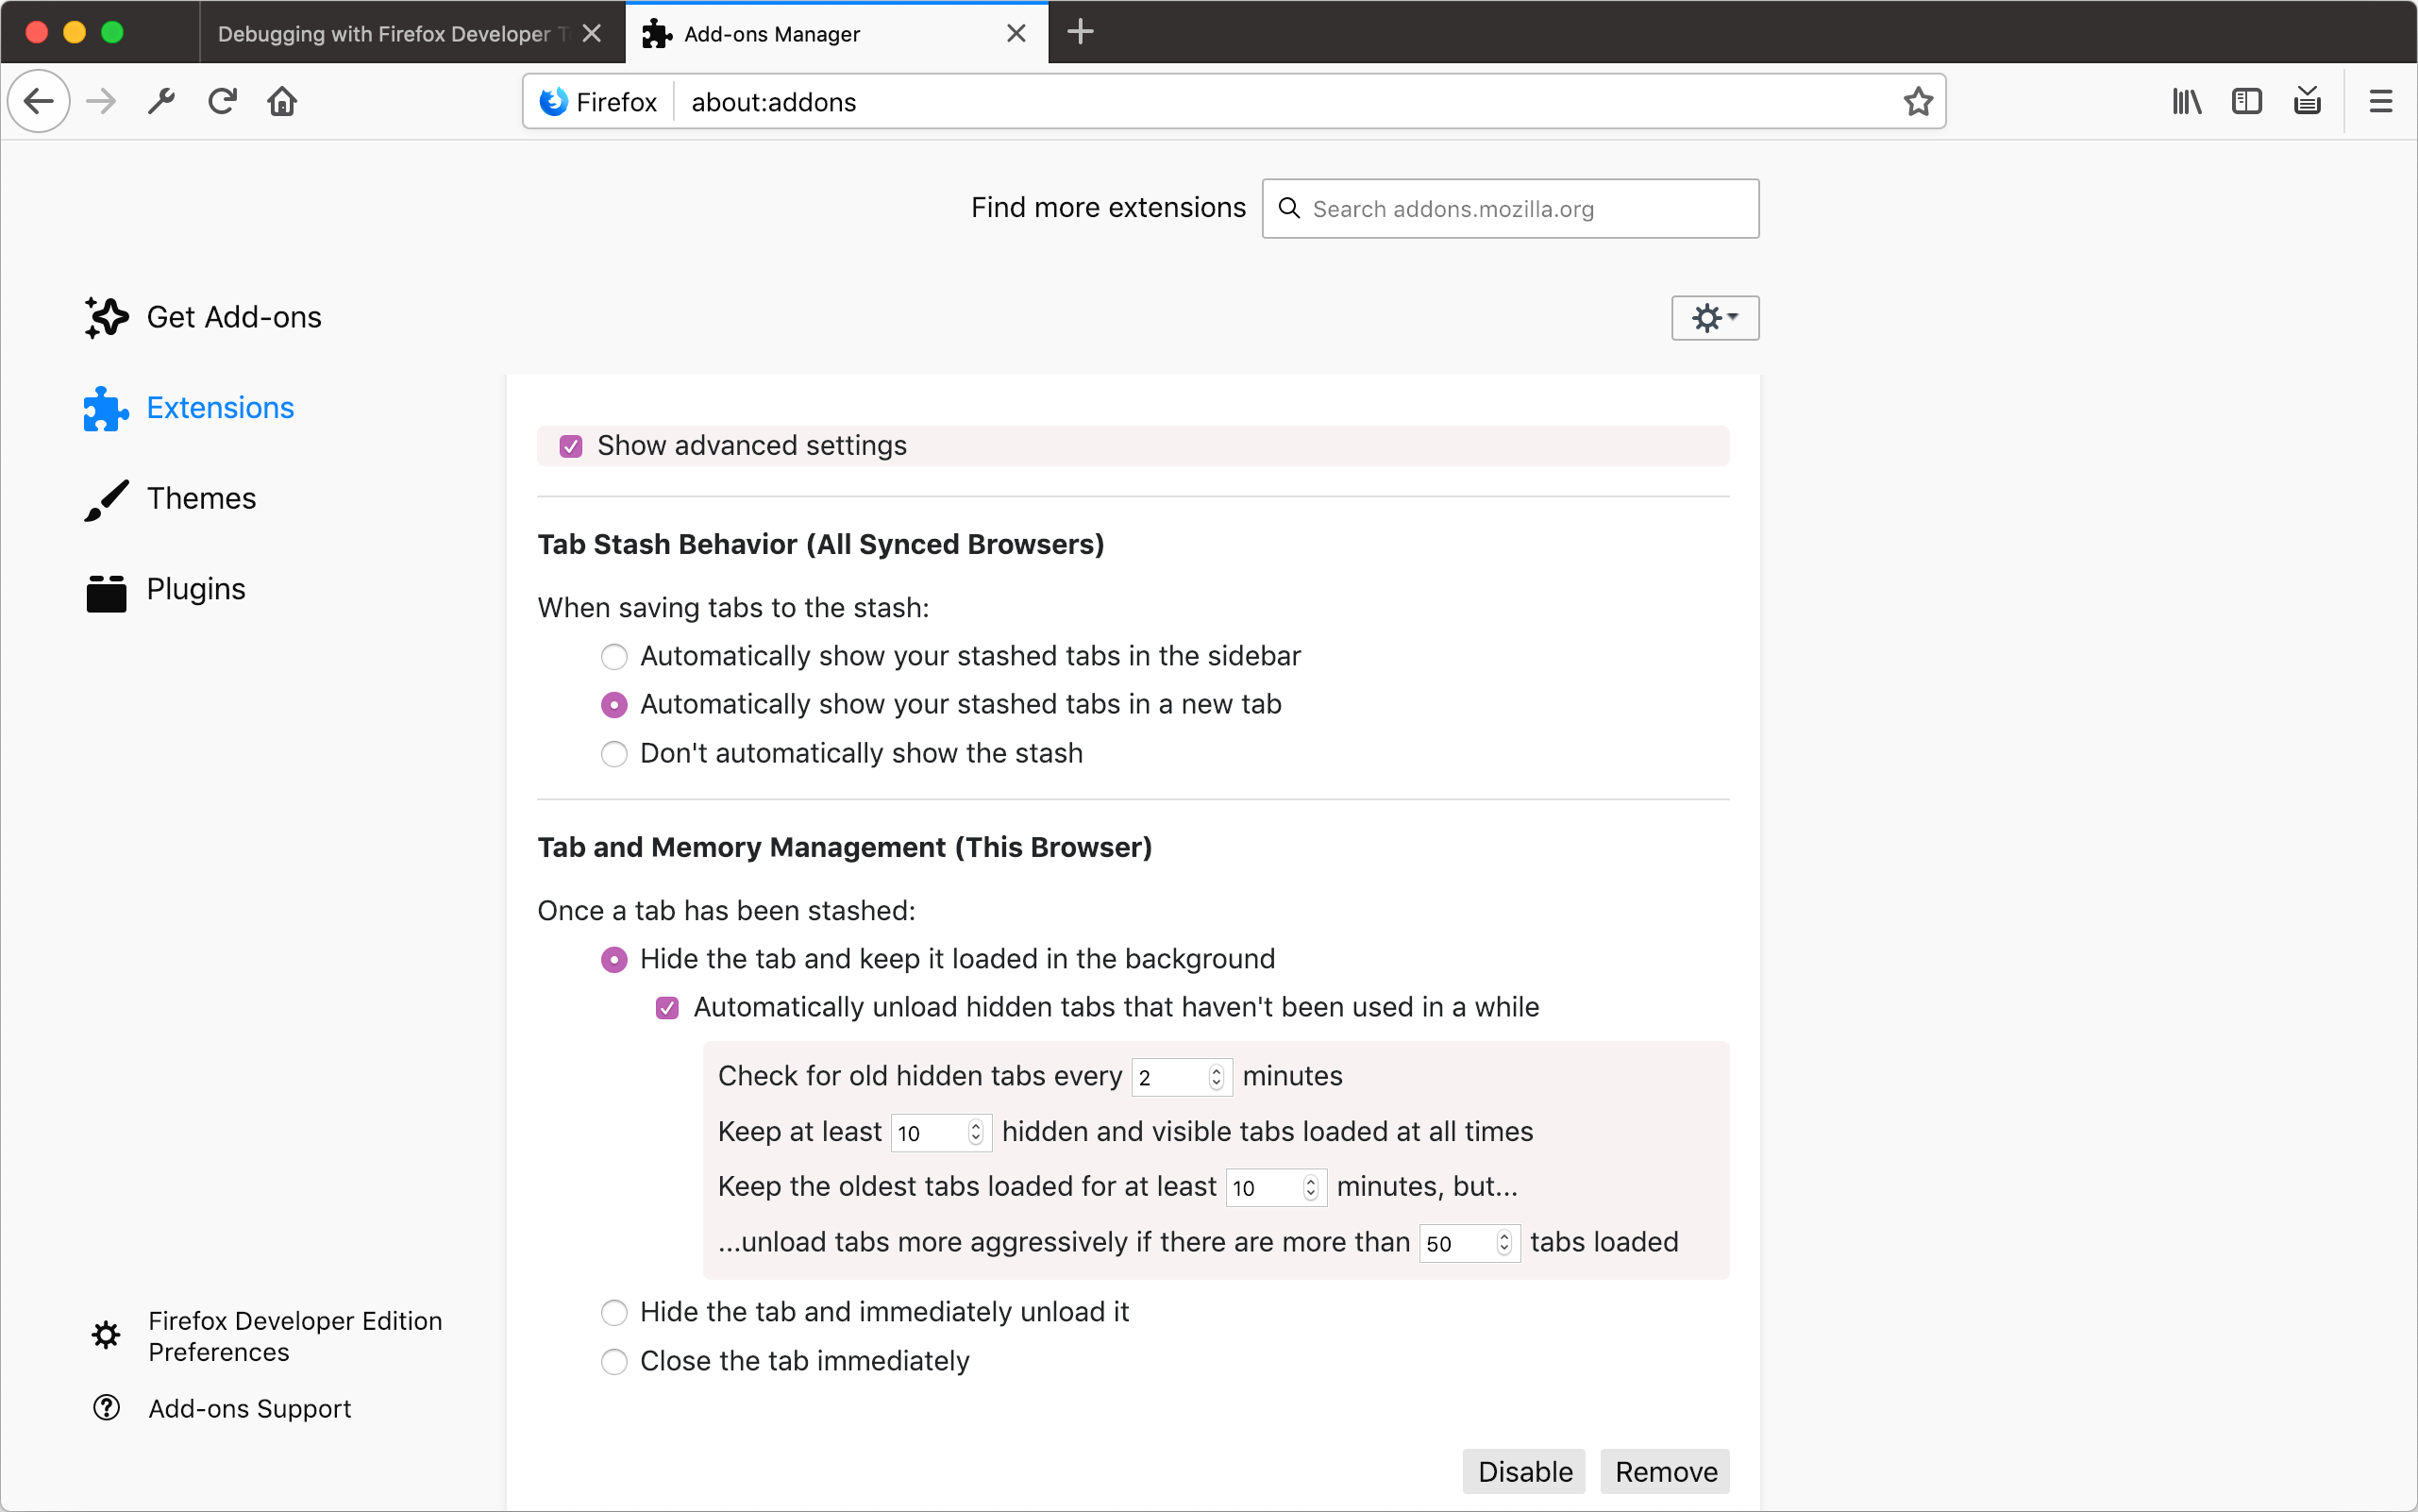 Debugging with Firefox Developer
Add-ons Manager
Firefox
about:addons
Find more extensions
Search addons.mozilla.org
Get Add-ons
Extensions
Themes
Plugins
Show advanced settings
Tab Stash Behavior (All Synced Browsers)
When saving tabs to the stash:
Automatically show your stashed tabs in the sidebar
Automatically show your stashed tabs in a new tab
Don't automatically show the stash
Tab and Memory Management (This Browser)
Once a tab has been stashed:
Hide the tab and keep it loaded in the background
Automatically unload hidden tabs that haven't been used in a while
Check for old hidden tabs every 2 minutes
Keep at least 10 hidden and visible tabs loaded at all times
Keep the oldest tabs loaded for at least 10 minutes, but...
...unload tabs more aggressively if there are more than 50 tabs loaded
Hide the tab and immediately unload it
Close the tab immediately
Firefox Developer Edition
Preferences
Add-ons Support
Disable
Remove